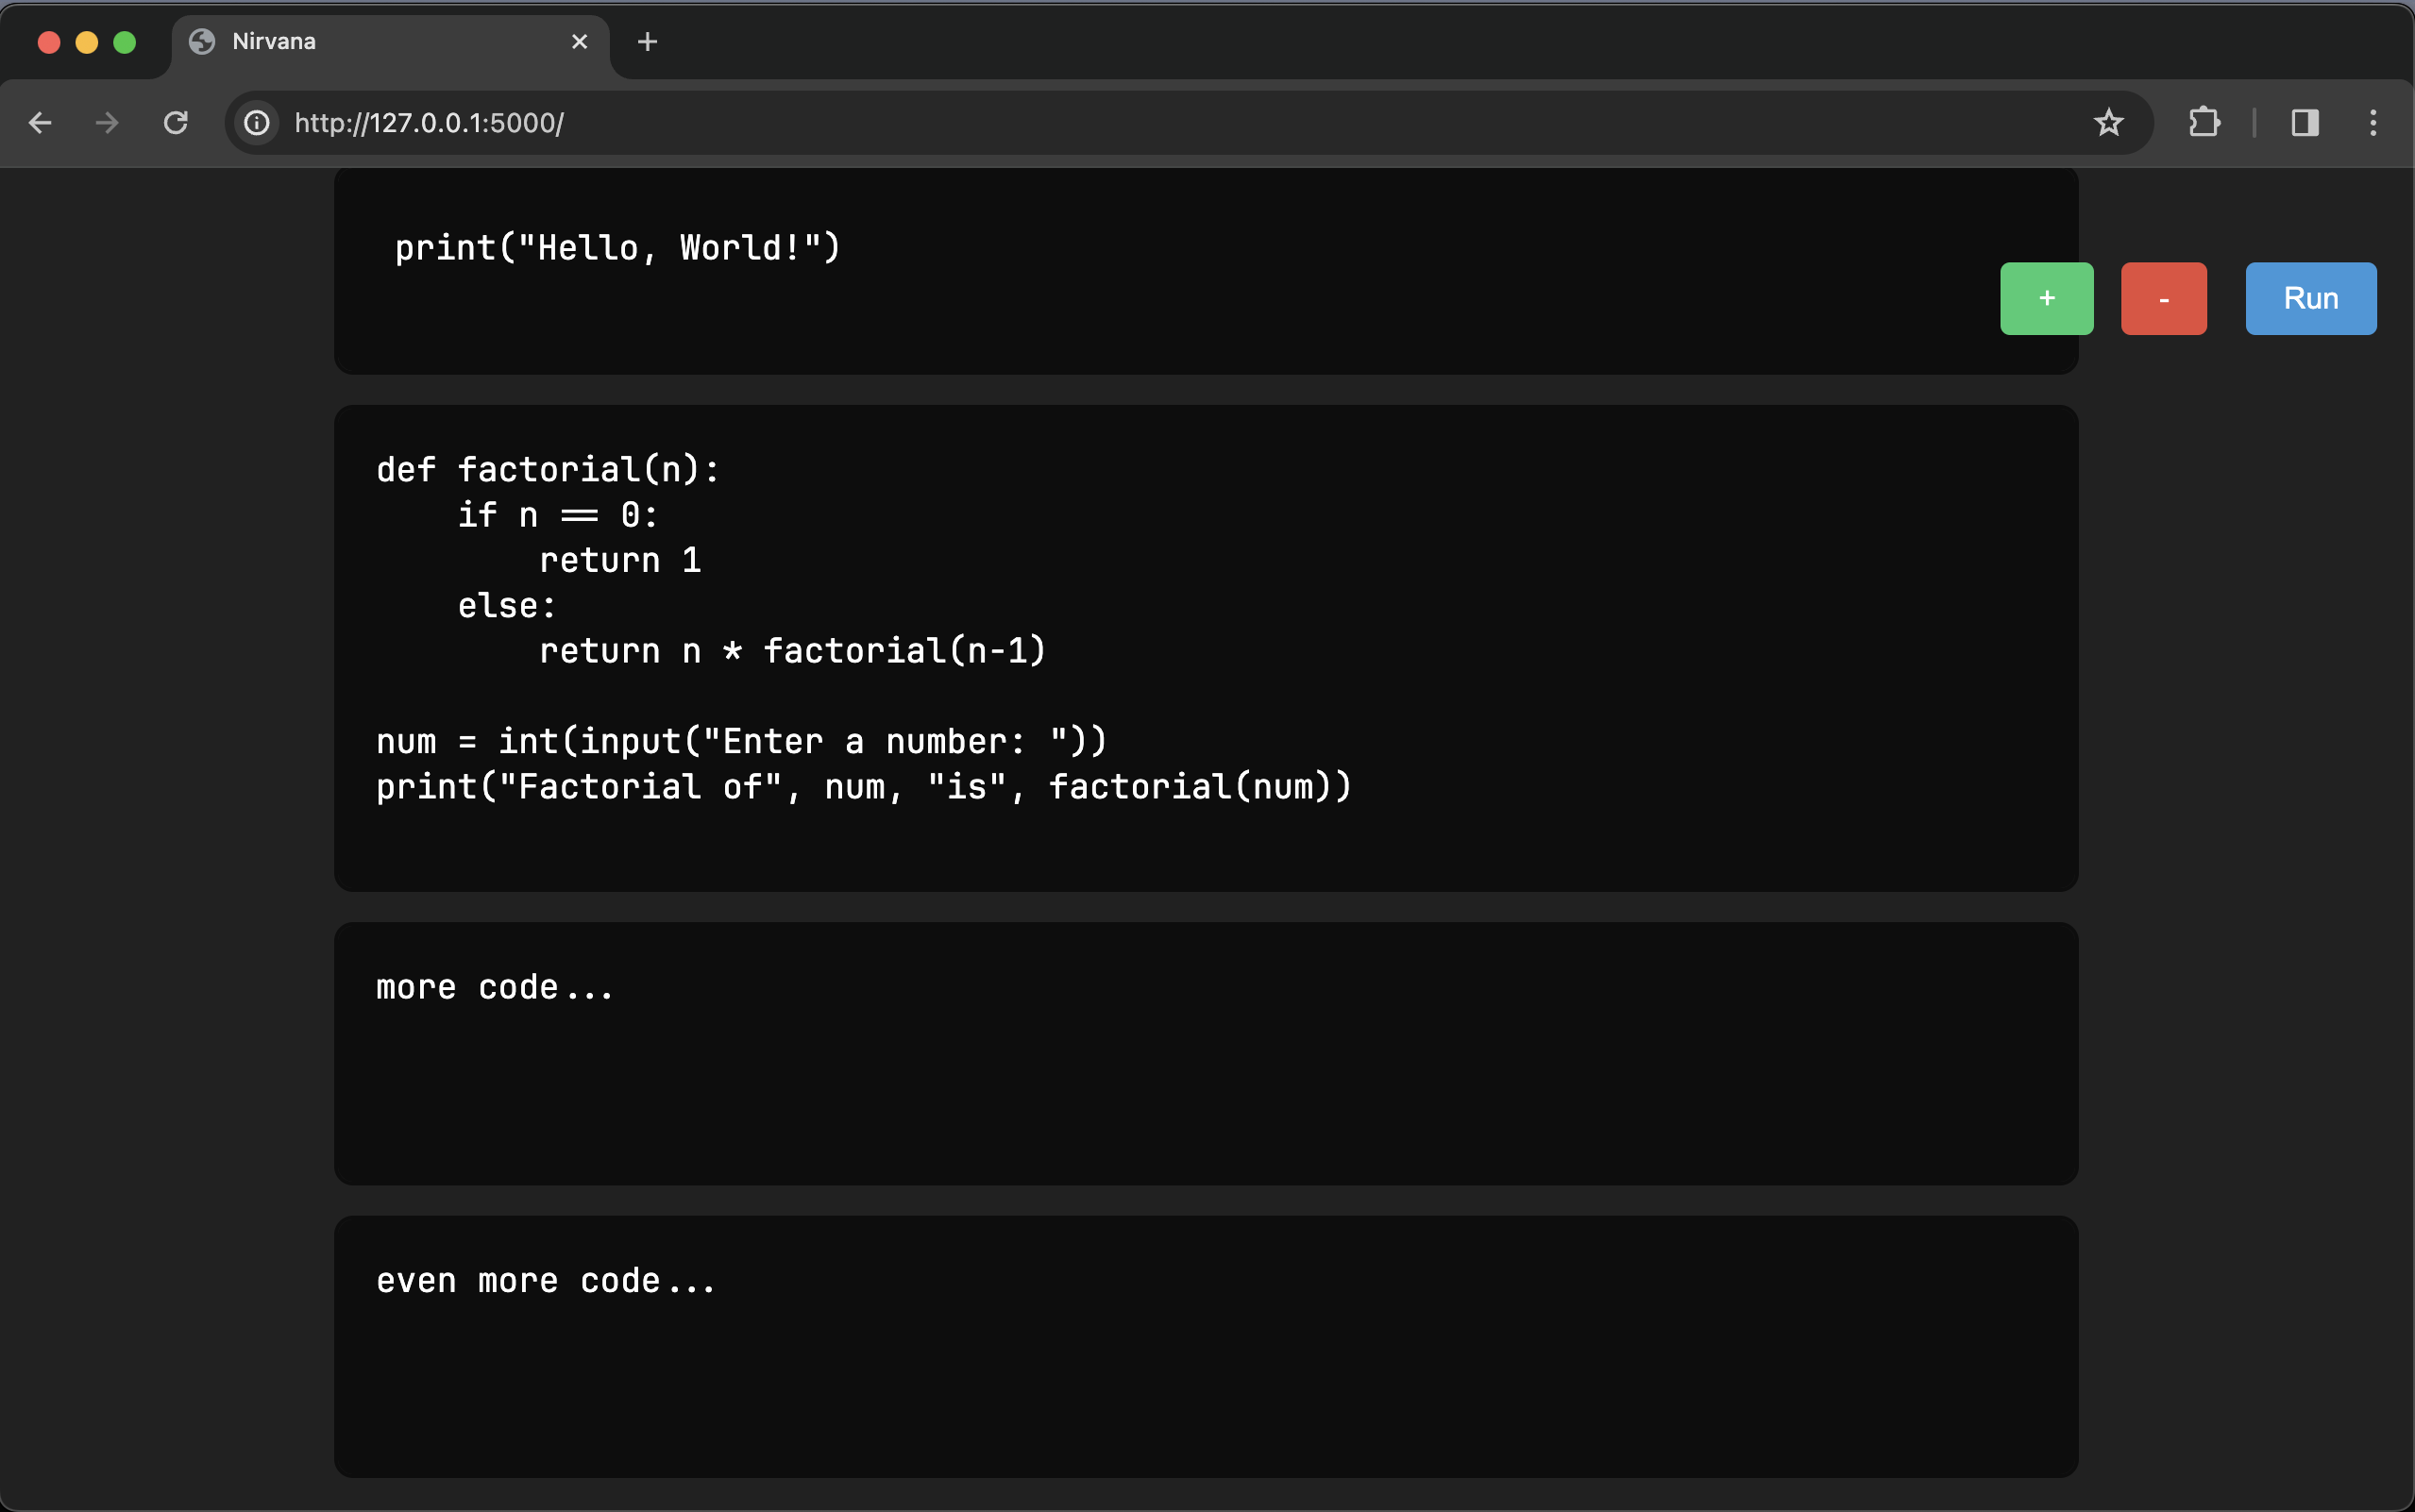 Nirvana
http://127.0.0.1:5000/
print("Hello, World!")
+ - Run
def factorial(n):
    if n == 0:
        return 1
    else:
        return n * factorial(n-1)

num = int(input("Enter a number: "))
print("Factorial of", num, "is", factorial(num))
more code...
even more code...